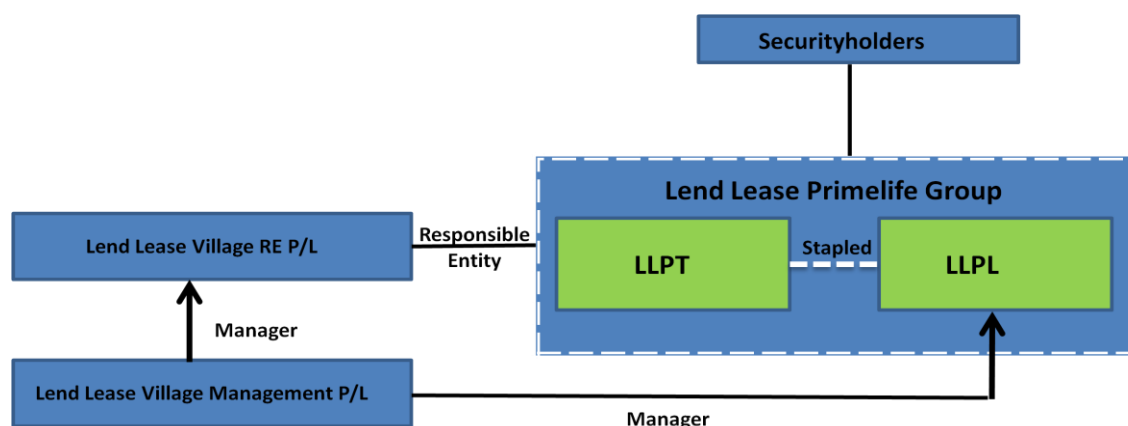 Securityholders
Lend Lease Primelife Group
Lend Lease Village RE P/L
Responsible
Entity
LLPT
Stapled
LLPL
Manager
Lend Lease Village Management P/L
Manager